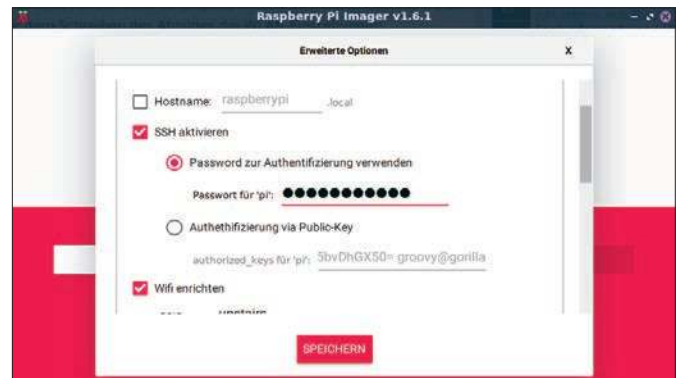 Raspberry Pi Imager v1.6.1
Erweiterte Optionen X
Hostname: raspberrypi .local
SSH aktivieren
Password zur Authentifizierung verwenden
Passwort für 'pi': ●●●●●●●●●●●
Authethifizierung via Public-Key
authorized_keys für 'pi': 5bvDhGX50= groovy@gorilla
Wifi enrichten
upstairs
SPEICHERN